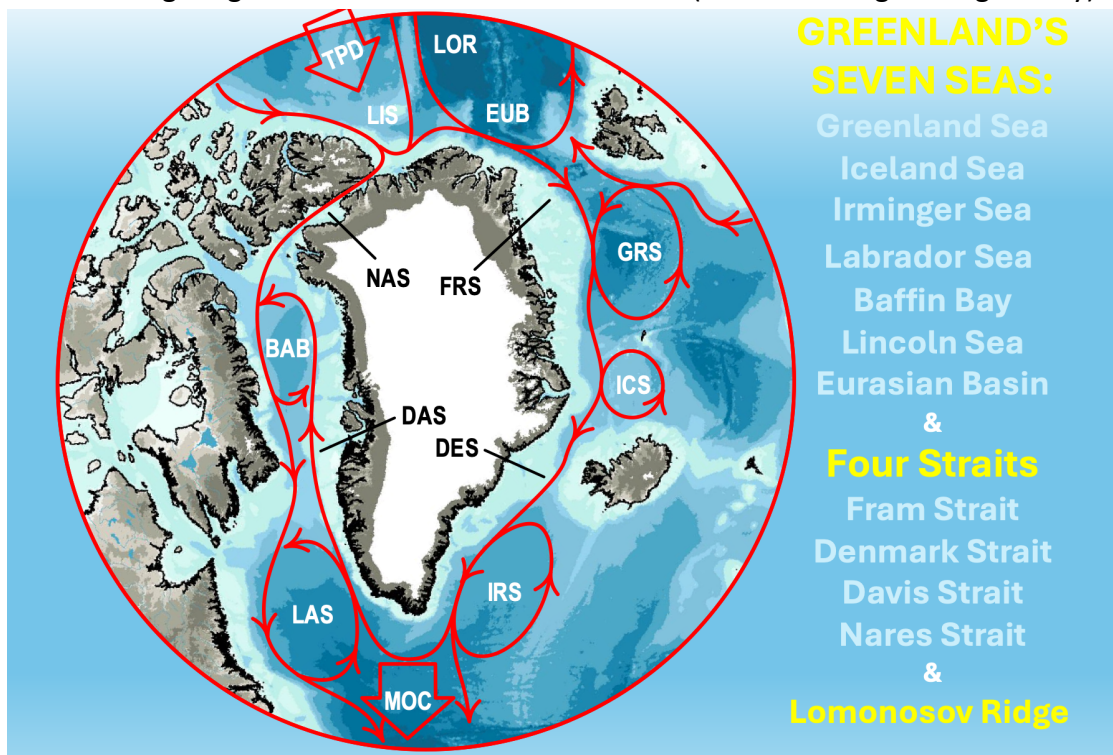 TPD
LOR
LIS
EUB
NAS
FRS
GRS
BAB
ICS
DAS
DES
LAS
IRS
MOC
GREENLAND'S
SEVEN SEAS:
Greenland Sea
Iceland Sea
Irminger Sea
Labrador Sea
Baffin Bay
Lincoln Sea
Eurasian Basin
&
Four Straits
Fram Strait
Denmark Strait
Davis Strait
Nares Strait
&
Lomonosov Ridge